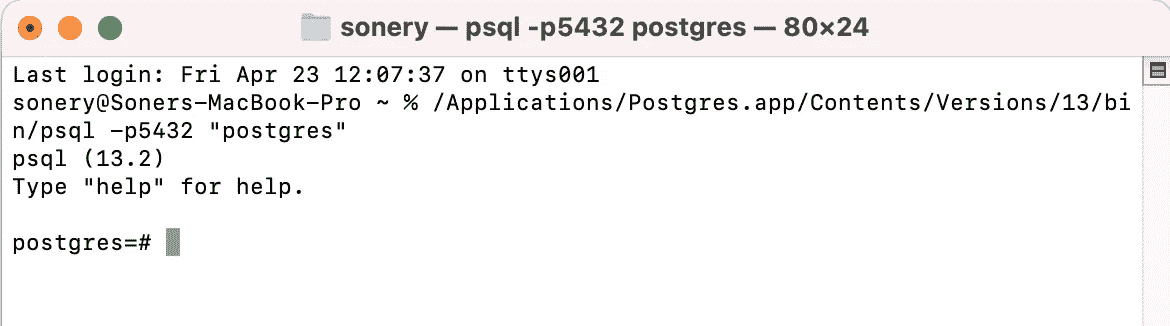 sonery — psql -p5432 postgres — 80×24
Last login: Fri Apr 23 12:07:37 on ttys001
sonery@Soners-MacBook-Pro ~ % /Applications/Postgres.app/Contents/Versions/13/bi
n/psql -p5432 "postgres"
psql (13.2)
Type "help" for help.
postgres=#